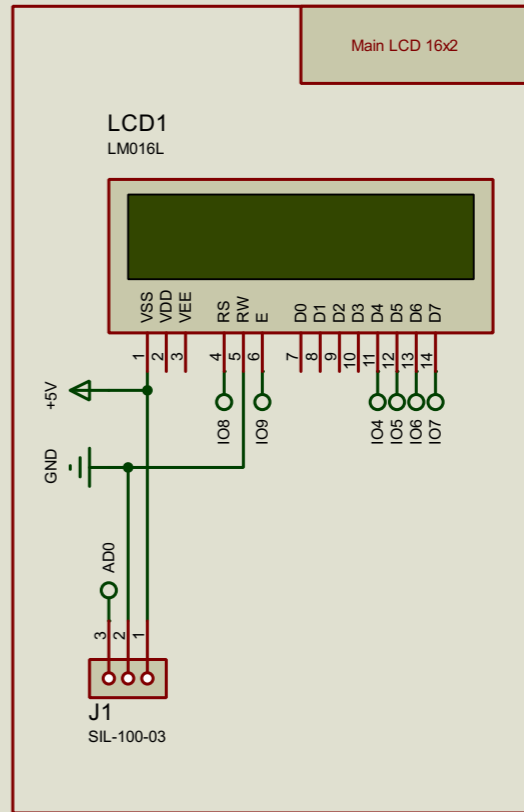 Main LCD 16x2
LCD1
LM016L
VSS
VDD
VEE
RS
RW
E
D0
D1
D2
D3
D4
D5
D6
D7
1
2
3
4
5
6
7
8
9
10
11
12
13
14
+5V
IO8
IO9
IO4
IO5
IO6
IO7
GND
AD0
3
2
1
J1
SIL-100-03